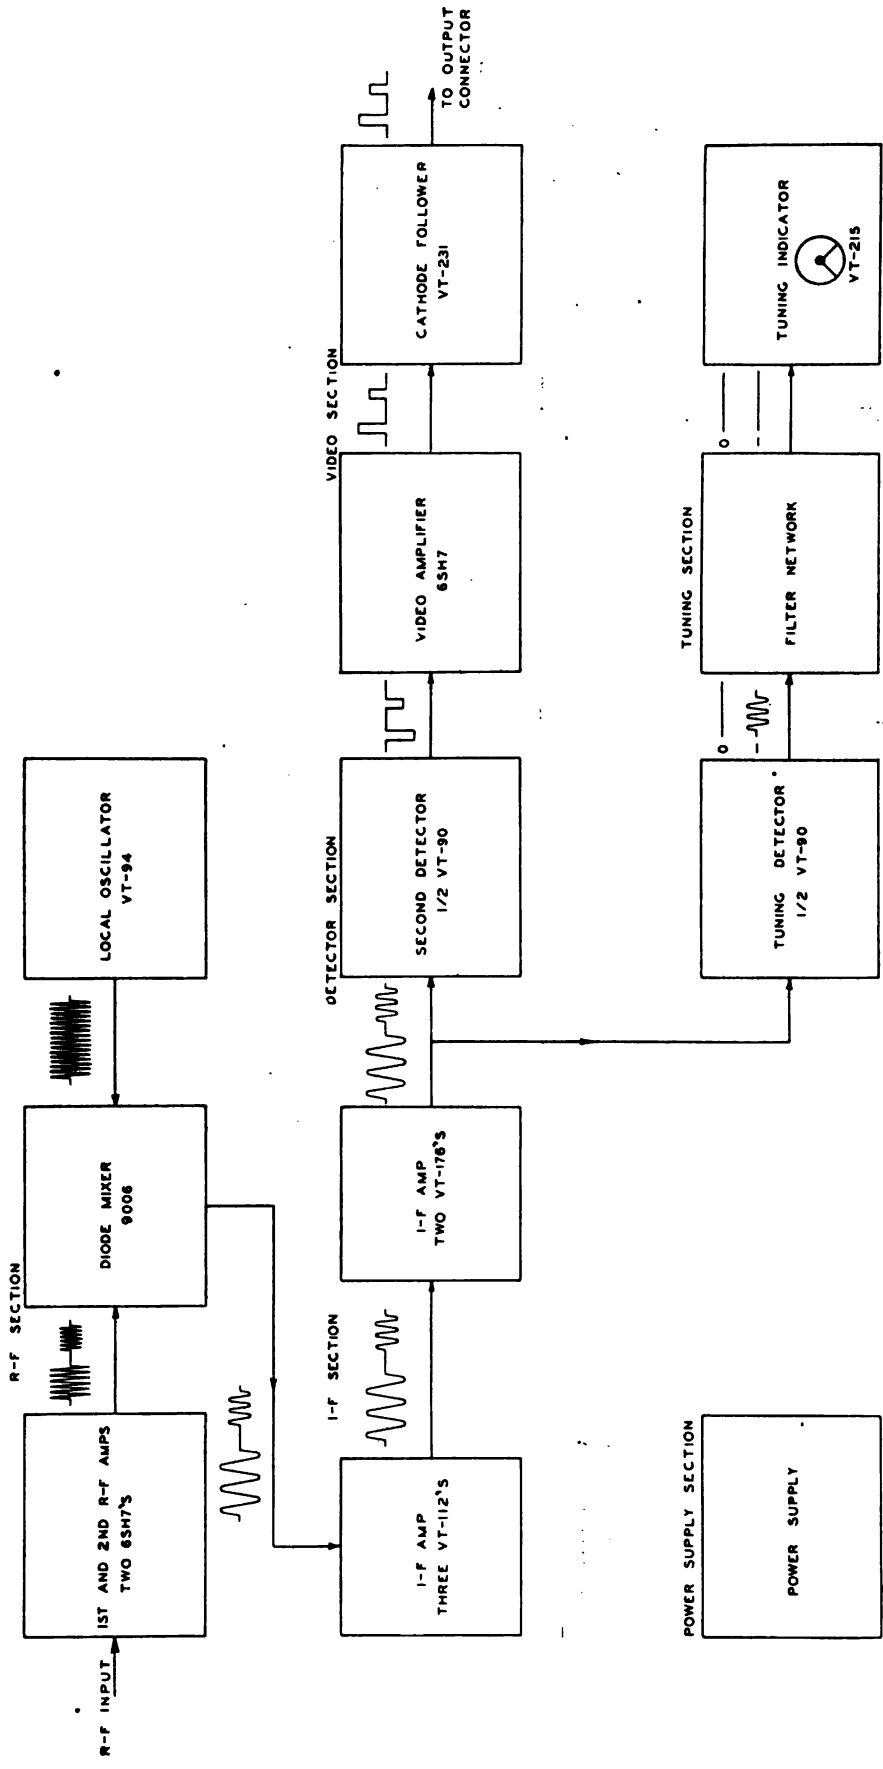 R-F SECTION
R-F INPUT
1ST AND 2ND R-F AMPS
TWO 6SH7'S
DIODE MIXER
9006
LOCAL OSCILLATOR
VT-94
I-F SECTION
I-F AMP
THREE VT-112'S
I-F AMP
TWO VT-176'S
DETECTOR SECTION
SECOND DETECTOR
1/2 VT-90
VIDEO SECTION
VIDEO AMPLIFIER
6SH7
CATHODE FOLLOWER
VT-231
TO OUTPUT
CONNECTOR
POWER SUPPLY SECTION
POWER SUPPLY
TUNING SECTION
TUNING DETECTOR
1/2 VT-90
0
-
FILTER NETWORK
0
-
TUNING INDICATOR
VT-215